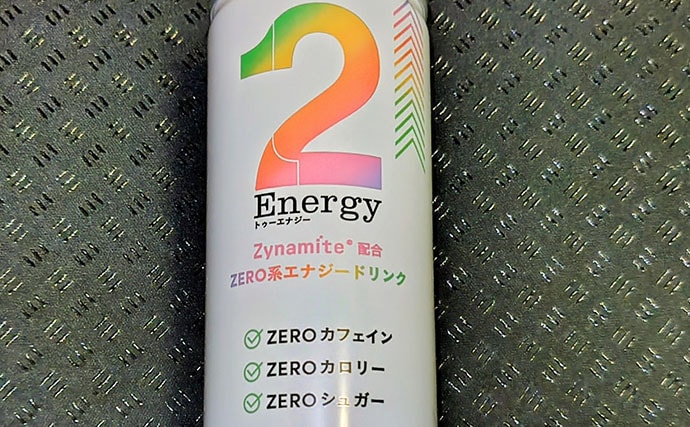 2
Energy
トゥーエナジー
Zynamite® 配合
ZERO系エナジードリンク
ZERO カフェイン
ZERO カロリー
ZERO シュガー